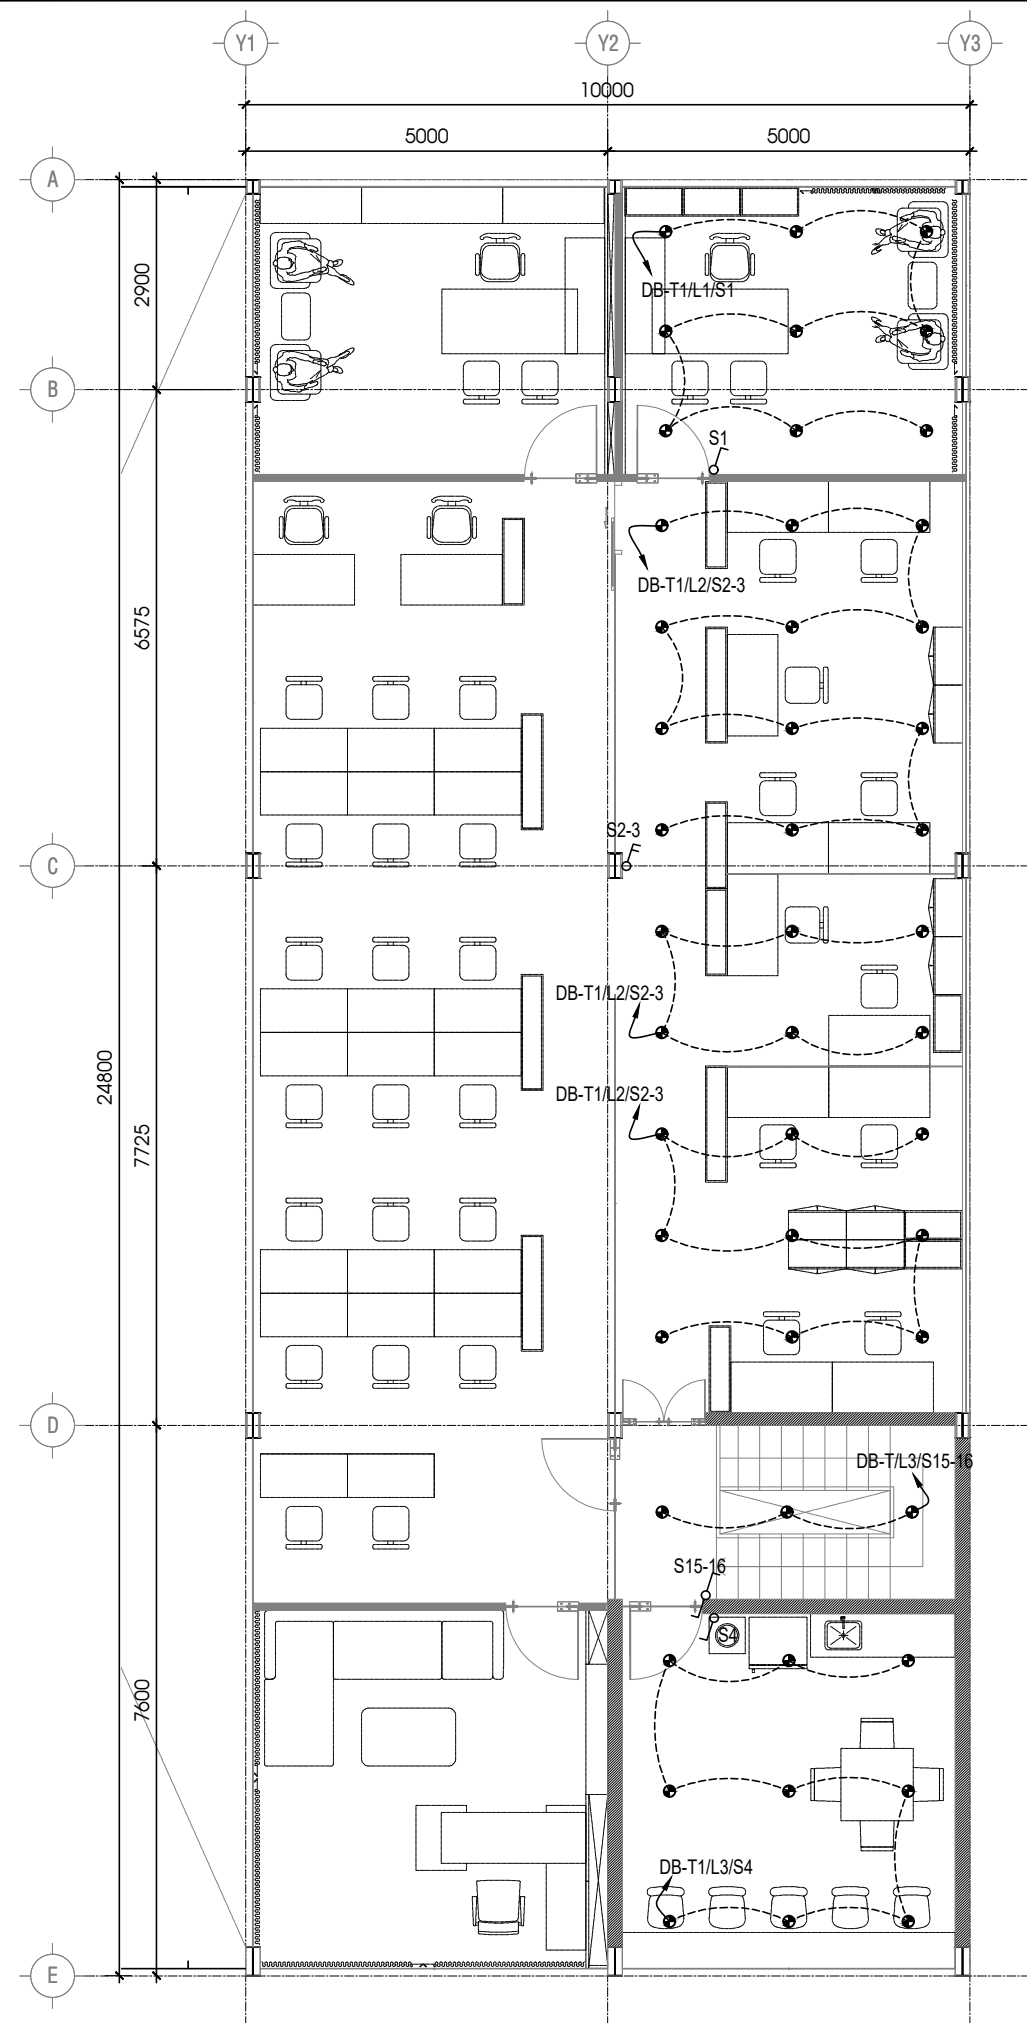 Y1
Y2
Y3
10000
5000
5000
A
2900
DB-T1/L1/S1
B
S1
DB-T1/L2/S2-3
6575
S2-3
C
DB-T1/L2/S2-3
24800
DB-T1/L2/S2-3
7725
D
DB-T/L3/S15-16
S15-16
S4
7600
DB-T1/L3/S4
E